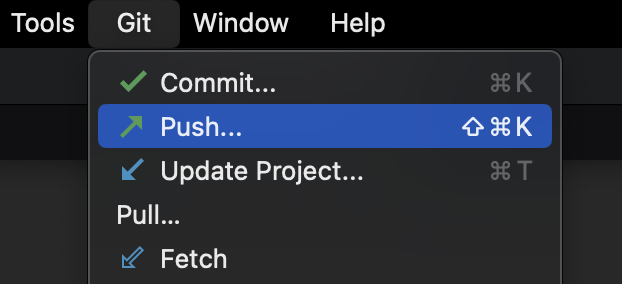 Tools Git Window Help
Commit... ⌘K
Push... ⇧⌘K
Update Project... ⌘T
Pull...
Fetch